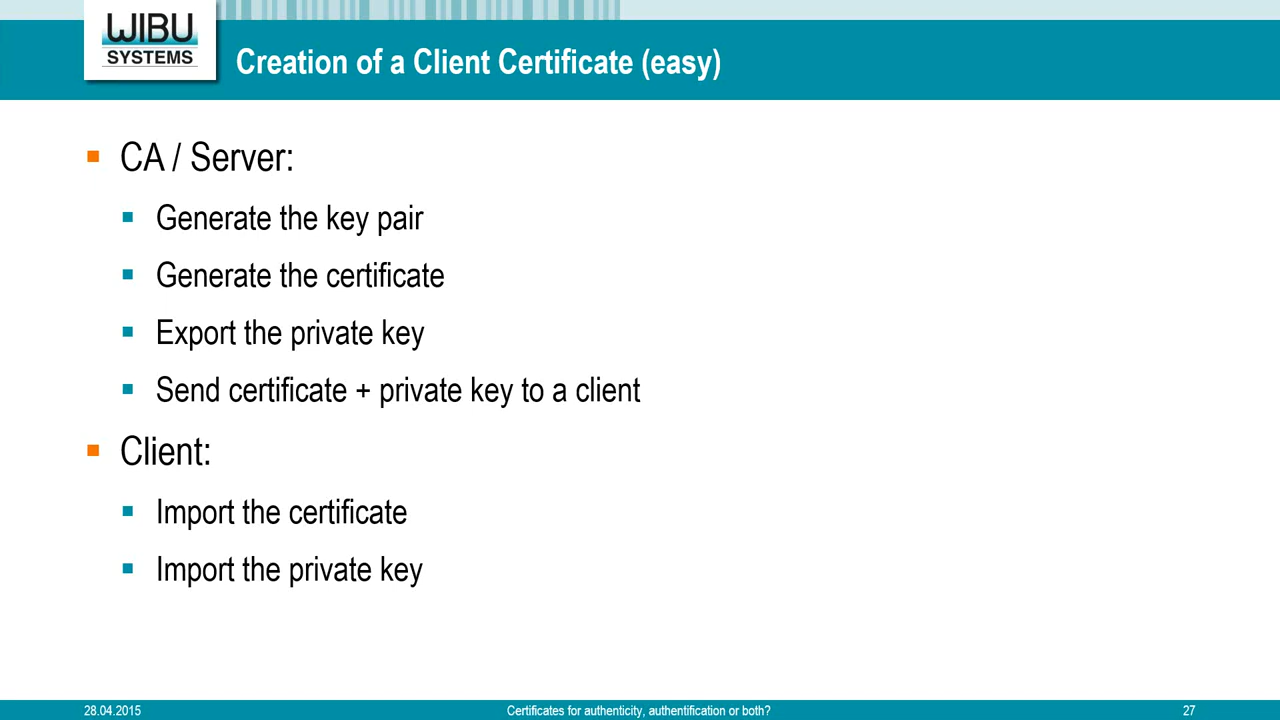 WIBU
SYSTEMS
Creation of a Client Certificate (easy)
CA / Server:
Generate the key pair
Generate the certificate
Export the private key
Send certificate + private key to a client
Client:
Import the certificate
Import the private key
28.04.2015
Certificates for authenticity, authentification or both?
27